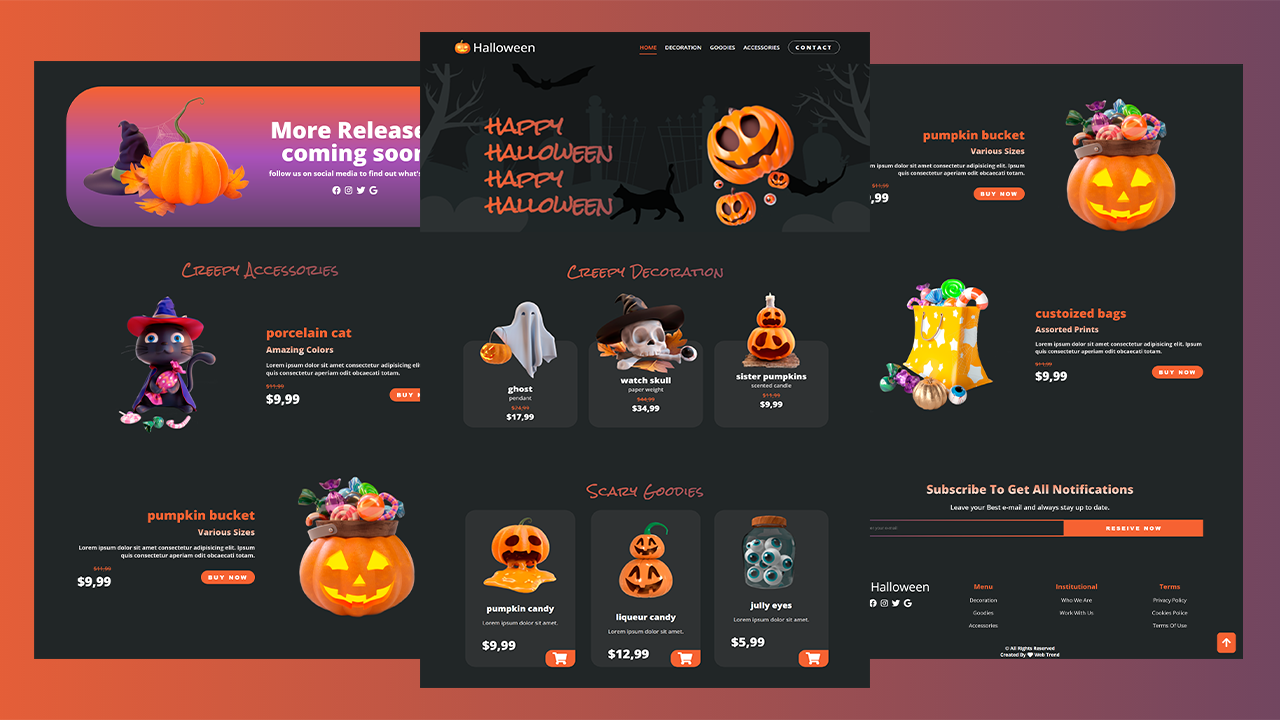 More Release
coming soon
follow us on social media to find out what's
Creepy Accessories
porcelain cat
Amazing Colors
Lorem ipsum dolor sit amet consectetur adipisicing eli
quis consectetur aperiam odit obcaecati totam.
$11,99
$9,99
BUY
pumpkin bucket
Various Sizes
Lorem ipsum dolor sit amet consectetur adipisicing elit. Ipsum
quis consectetur aperiam odit obcaecati totam.
$11,99
$9,99
BUY NOW
Halloween
HOME
DECORATION
GOODIES
ACCESSORIES
CONTACT
HAPPY
HALLOWEEN
HAPPY
HALLOWEEN
Creepy Decoration
ghost
pendant
$24,99
$17,99
watch skull
paper weight
$44,99
$34,99
sister pumpkins
scented candle
$11,99
$9,99
Scary Goodies
pumpkin candy
Lorem ipsum dolor sit amet.
$9,99
liqueur candy
Lorem ipsum dolor sit amet.
$12,99
jully eyes
Lorem ipsum dolor sit amet.
$5,99
pumpkin bucket
Various Sizes
ipsum dolor sit amet consectetur adipisicing elit. Ipsum
quis consectetur aperiam odit obcaecati totam.
$11,99
,99
BUY NOW
custoized bags
Assorted Prints
Lorem ipsum dolor sit amet consectetur adipisicing elit. Ipsum
quis consectetur aperiam odit obcaecati totam.
$11,99
$9,99
BUY NOW
Subscribe To Get All Notifications
Leave your Best e-mail and always stay up to date.
your e-mail
RESEIVE NOW
Halloween
Menu
Decoration
Goodies
Accessories
Institutional
Who We Are
Work With Us
Terms
Privacy Policy
Cookies Police
Terms Of Use
© All Rights Reserved
Created By Web Trend